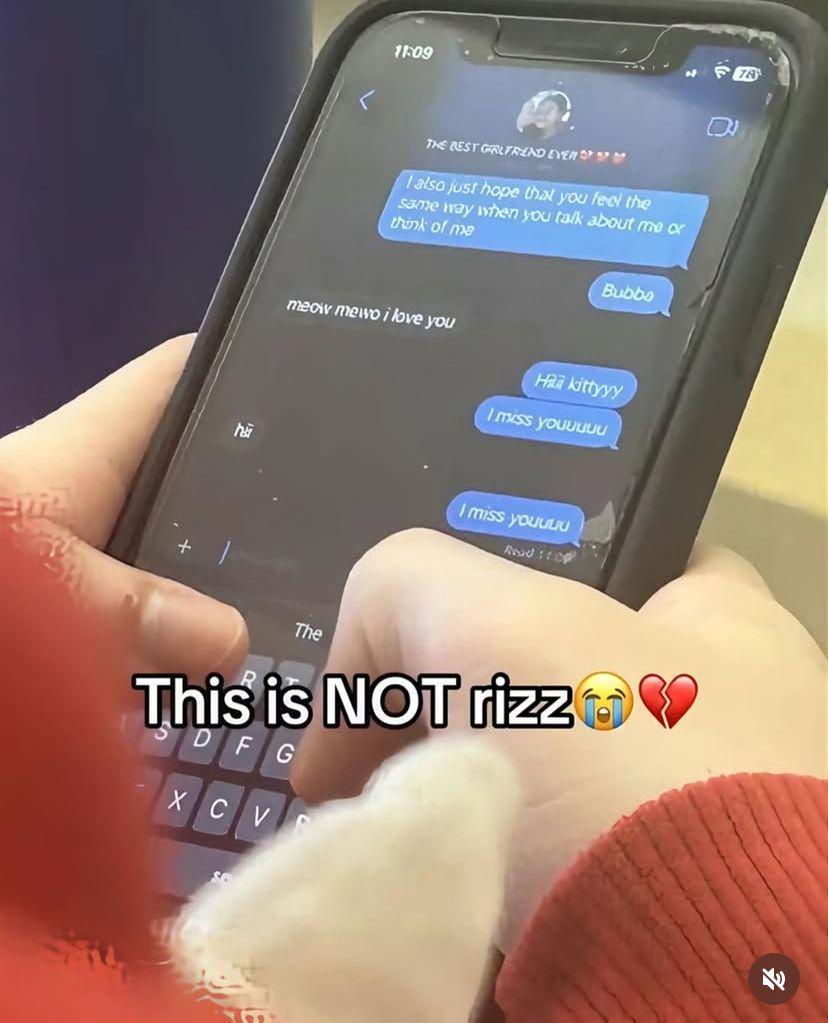 11:09
78
THE BEST GIRLFRIEND EVER❤️❤️❤️
I also just hope that you feel the
same way when you talk about me or
think of me
Bubba
meow mewo i love you
Hiii kittyyy
I miss youuuuu
hii
I miss youuuu
Read
The
This is NOT rizz😭💔
R T
S D F G
X C V